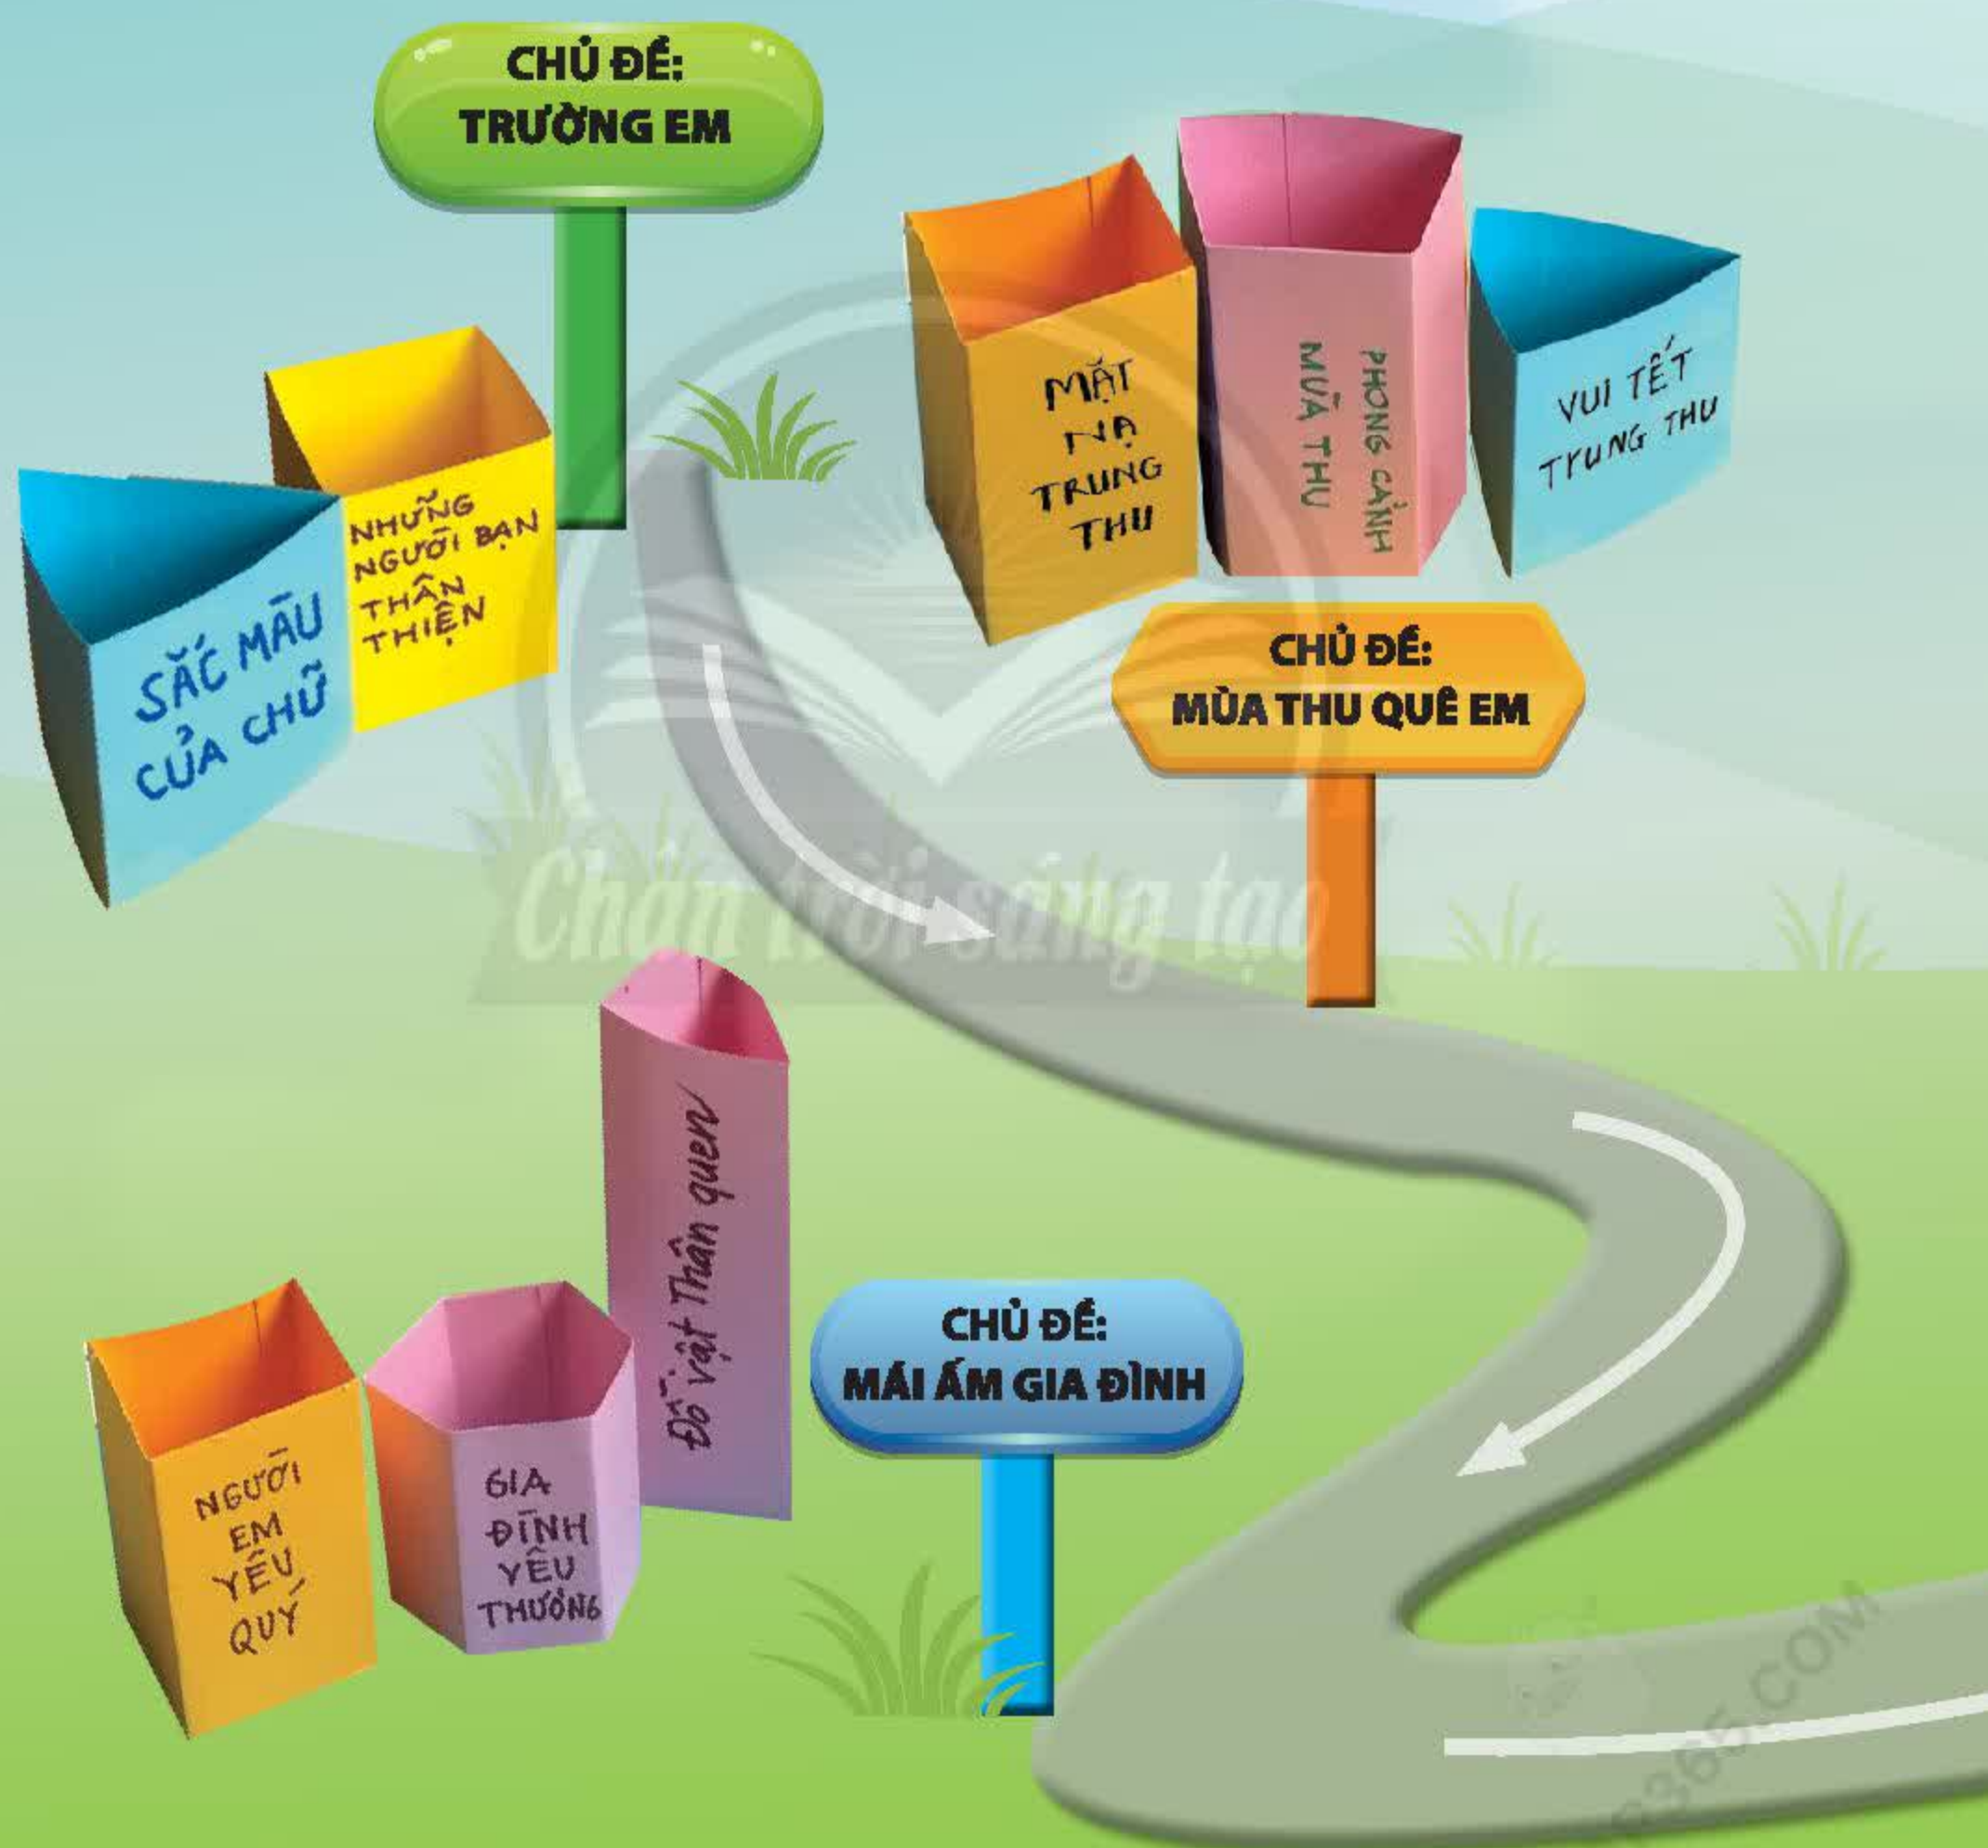 CHỦ ĐỀ:
TRƯỜNG EM
SẮC MÀU
CỦA CHỮ
NHỮNG
NGƯỜI BẠN
THÂN
THIỆN
MẶT
NẠ
TRUNG
THU
PHONG CẢNH
MÙA THU
VUI TẾT
TRUNG THU
CHỦ ĐỀ:
MÙA THU QUÊ EM
Chân trời sáng tạo
NGƯỜI
EM
YÊU
QUÝ
GIA
ĐÌNH
YÊU
THƯƠNG
Đồ vật Thân quen
CHỦ ĐỀ:
MÁI ẤM GIA ĐÌNH
365.COM